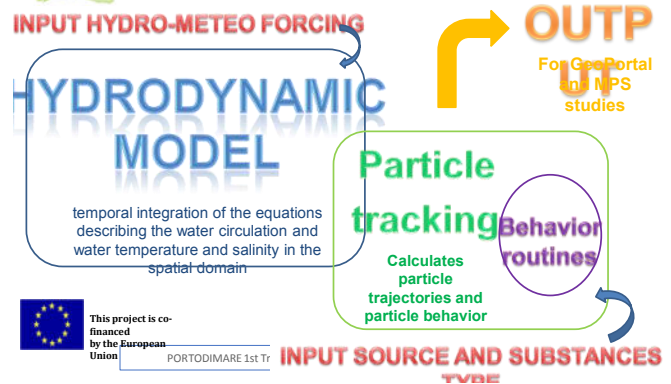 INPUT HYDRO-METEO FORCING
OUTP
UT
For GeoPortal
and MPS
studies
HYDRODYNAMIC
MODEL
temporal integration of the equations
describing the water circulation and
water temperature and salinity in the
spatial domain
Particle
tracking
Calculates
particle
trajectories and
particle behavior
Behavior
routines
This project is co-
financed
by the European
Union
PORTODIMARE 1st Tr
INPUT SOURCE AND SUBSTANCES
TYPE